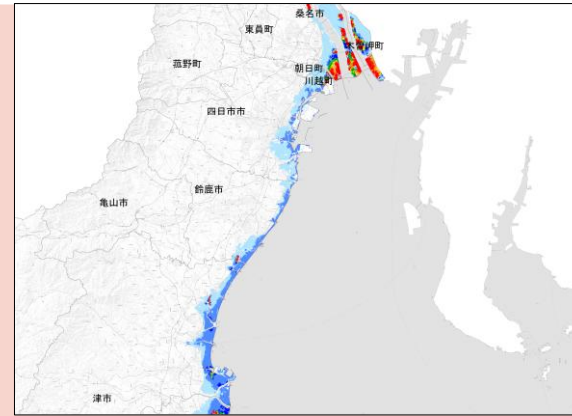 桑名市
東員町
木曽岬町
菰野町
朝日町
川越町
四日市市
鈴鹿市
亀山市
津市